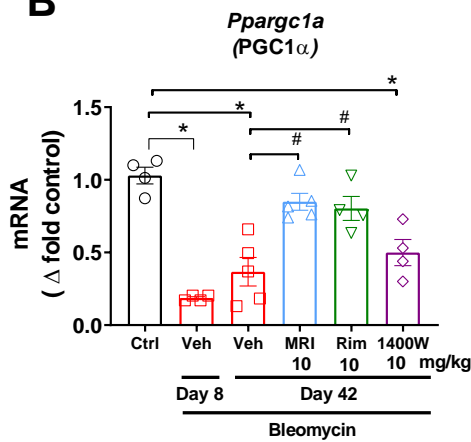 B
Ppargc1a
(PGC1α)
mRNA
( Δ fold control)
1.5
1.0
0.5
0.0
*
*
#
#
*
Ctrl Veh Veh MRI Rim 1400W
10 10 10 mg/kg
Day 8 Day 42
Bleomycin